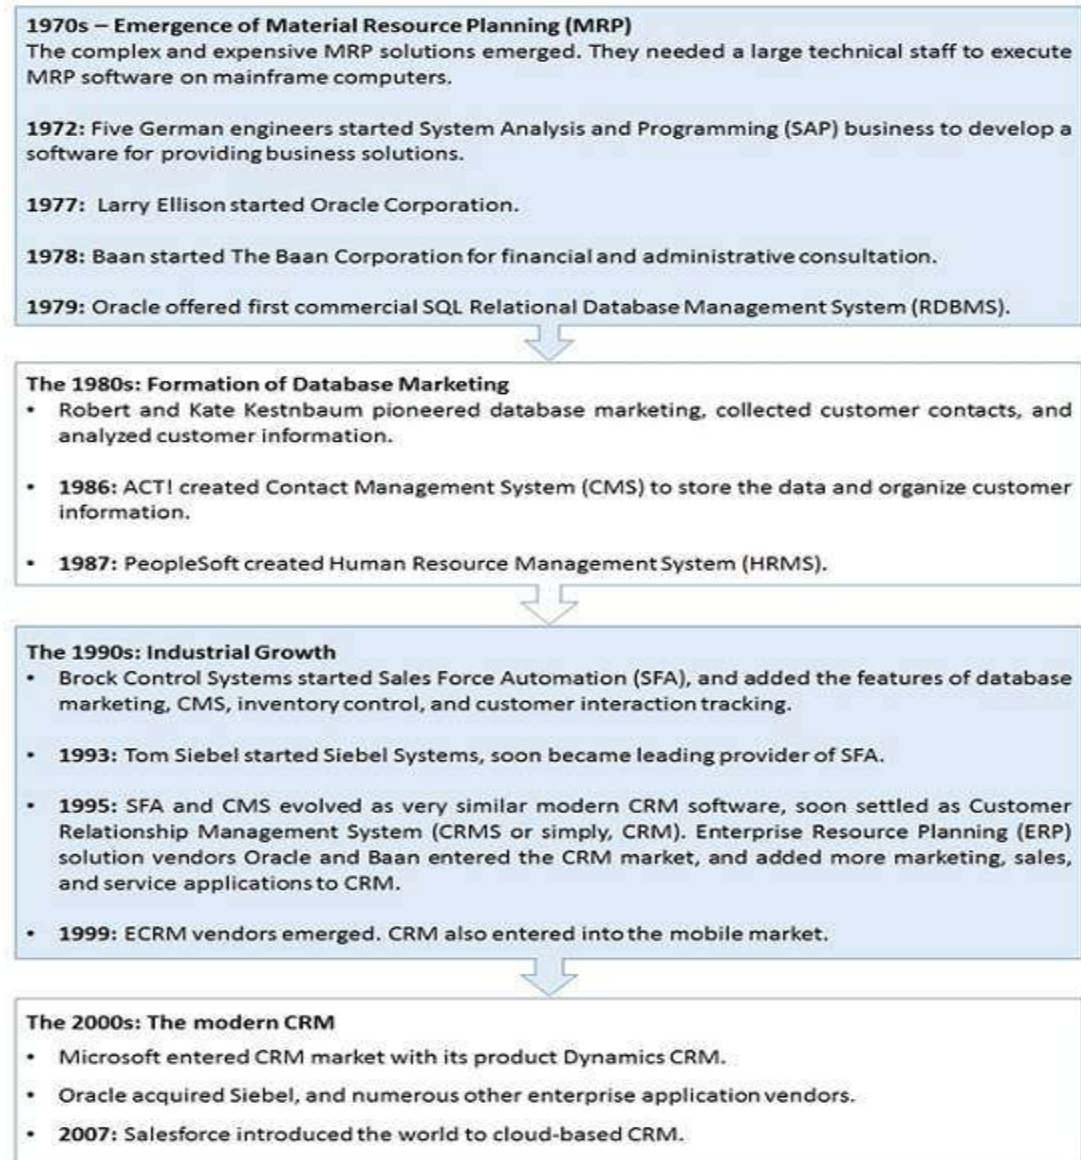 1970s – Emergence of Material Resource Planning (MRP)
The complex and expensive MRP solutions emerged. They needed a large technical staff to execute
MRP software on mainframe computers.
1972: Five German engineers started System Analysis and Programming (SAP) business to develop a
software for providing business solutions.
1977: Larry Ellison started Oracle Corporation.
1978: Baan started The Baan Corporation for financial and administrative consultation.
1979: Oracle offered first commercial SQL Relational Database Management System (RDBMS).
The 1980s: Formation of Database Marketing
• Robert and Kate Kestnbaum pioneered database marketing, collected customer contacts, and
analyzed customer information.
• 1986: ACT! created Contact Management System (CMS) to store the data and organize customer
information.
• 1987: PeopleSoft created Human Resource Management System (HRMS).
The 1990s: Industrial Growth
• Brock Control Systems started Sales Force Automation (SFA), and added the features of database
marketing, CMS, inventory control, and customer interaction tracking.
• 1993: Tom Siebel started Siebel Systems, soon became leading provider of SFA.
• 1995: SFA and CMS evolved as very similar modern CRM software, soon settled as Customer
Relationship Management System (CRMS or simply, CRM). Enterprise Resource Planning (ERP)
solution vendors Oracle and Baan entered the CRM market, and added more marketing, sales,
and service applications to CRM.
• 1999: ECRM vendors emerged. CRM also entered into the mobile market.
The 2000s: The modern CRM
• Microsoft entered CRM market with its product Dynamics CRM.
• Oracle acquired Siebel, and numerous other enterprise application vendors.
• 2007: Salesforce introduced the world to cloud-based CRM.